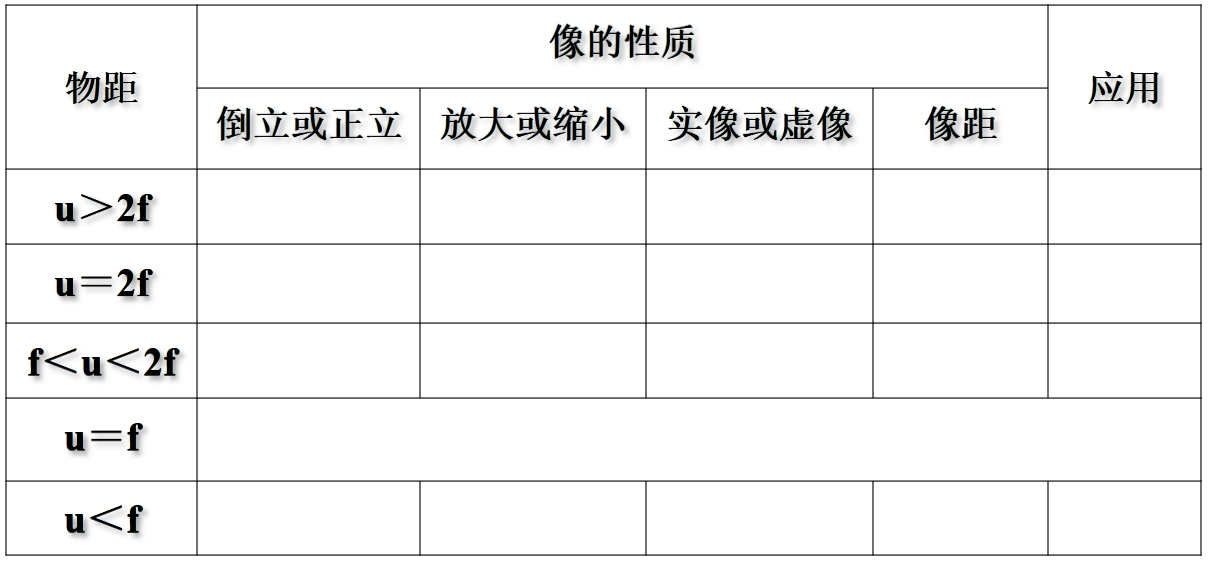 物距
像的性质
应用
倒立或正立
放大或缩小
实像或虚像
像距
u＞2f
u＝2f
f＜u＜2f
u＝f
u＜f